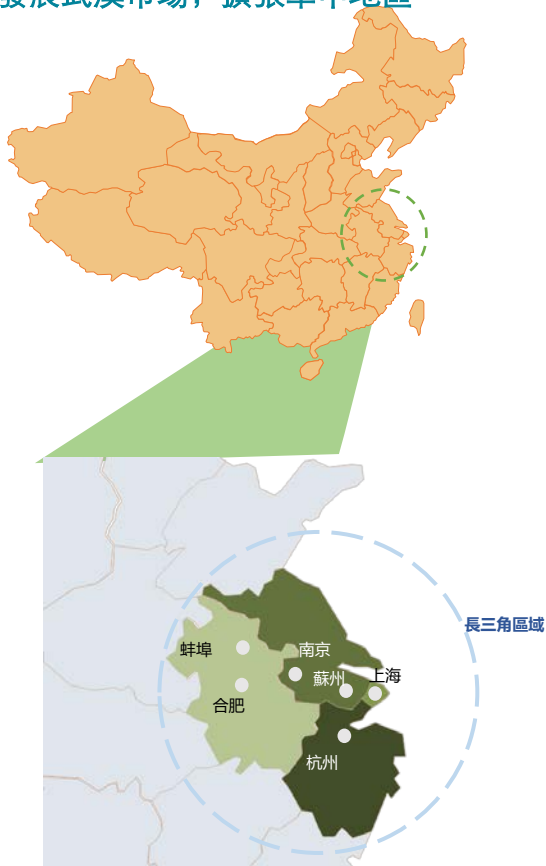 發展武漢市場，擴張華中地區
長三角區域
蚌埠
南京
蘇州
上海
合肥
杭州